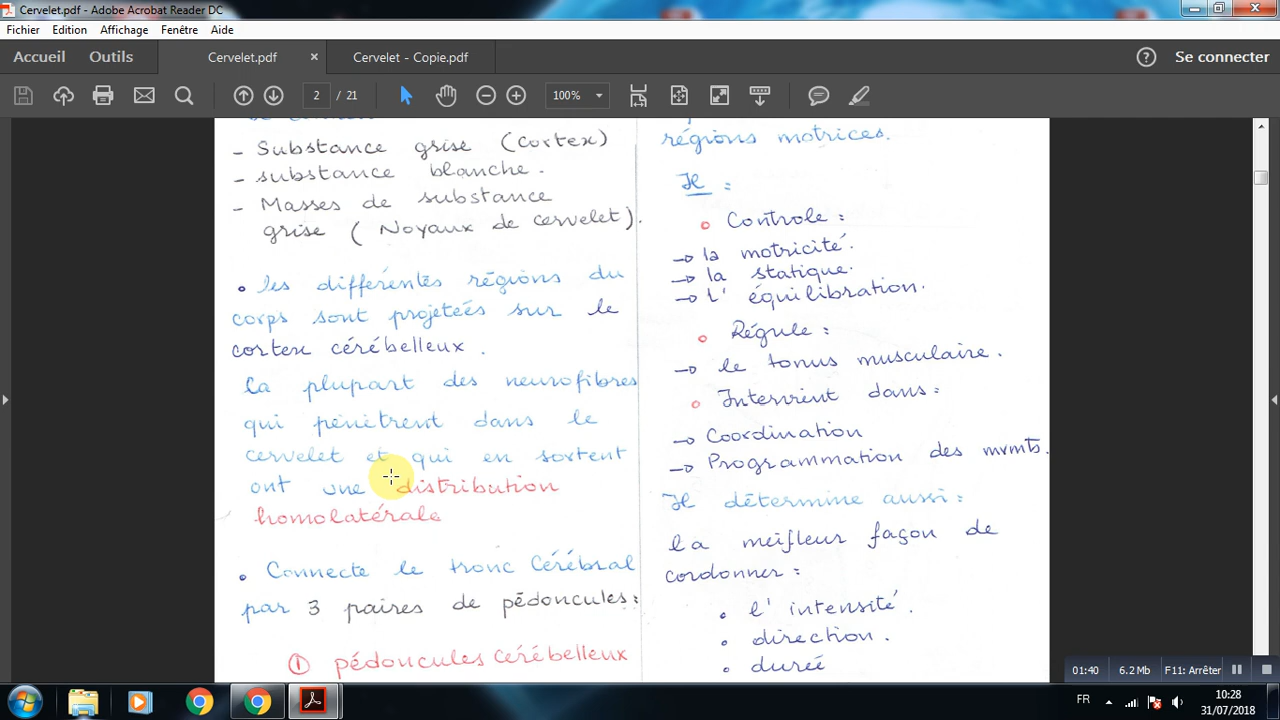 Cervelet.pdf - Adobe Acrobat Reader DC
Fichier Edition Affichage Fenêtre Aide
Accueil Outils Cervelet.pdf × Cervelet - Copie.pdf Se connecter
2 / 21 100%
- Substance grise (Cortex)
- substance blanche.
- Masses de substance
grise (Noyaux de cervelet).
• les différentes régions du
corps sont projeteés sur le
cortex cérébelleux.
La plupart des neurofibres
qui pénètrent dans le
cervelet et qui en sortent
ont une distribution
homolatérale
• Connecte le tronc Cérébral
par 3 paires de pédoncules:
① pédoncules cérébelleux
régions motrices.
Il :
Controle :
→ la motricité.
→ la statique.
→ L' équilibration.
Régule :
→ le tonus musculaire.
Intervient dans:
→ Coordination
→ Programmation des mvmts.
Il détermine aussi:
la meilleur façon de
cordonner :
• l' intensité.
• direction.
• durée
01:40 6.2 Mb F11: Arrêter
FR 10:28
31/07/2018